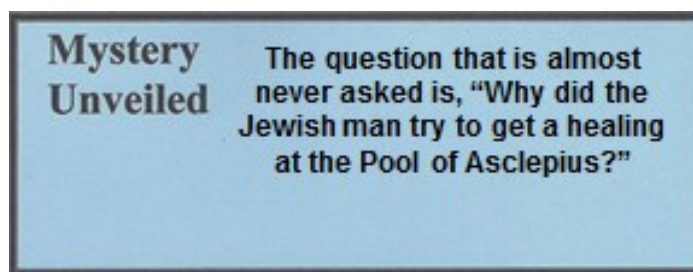 Mystery
Unveiled
The question that is almost
never asked is, “Why did the
Jewish man try to get a healing
at the Pool of Asclepius?”